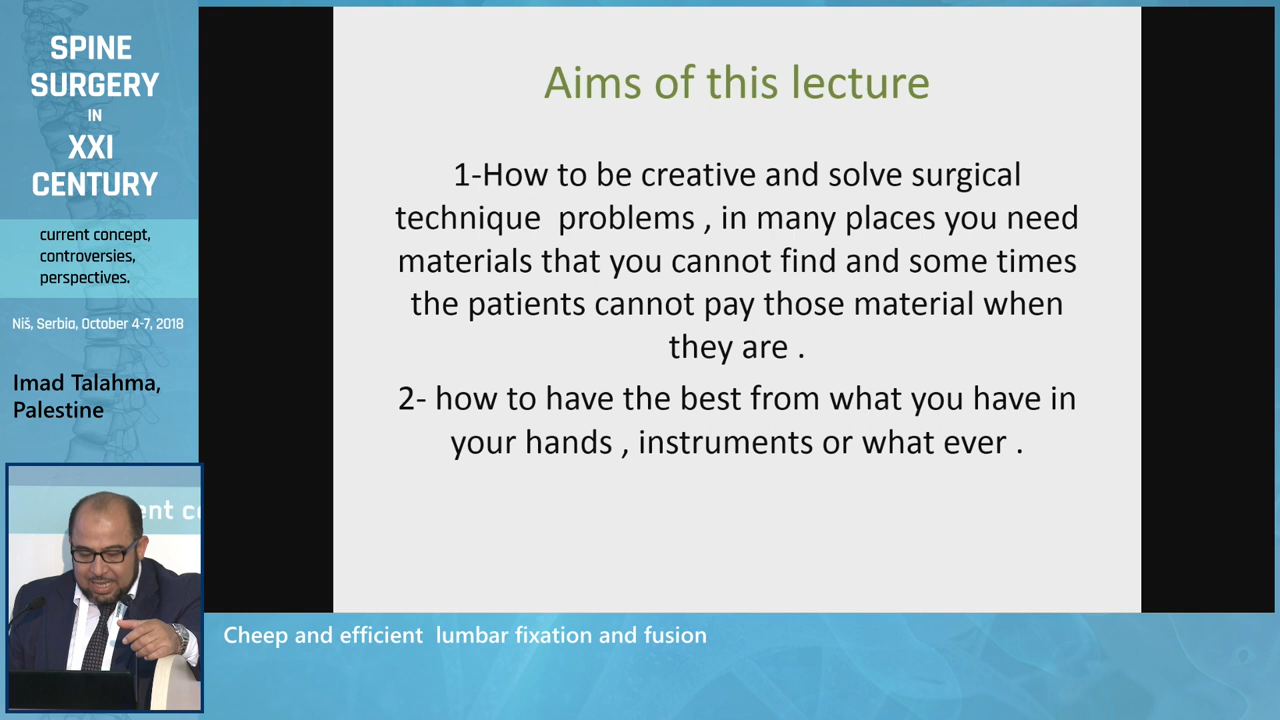 SPINE
SURGERY
IN
XXI
CENTURY
current concept,
controversies,
perspectives.
Niš, Serbia, October 4-7, 2018
Imad Talahma,
Palestine
ent c
Aims of this lecture
1-How to be creative and solve surgical
technique problems , in many places you need
materials that you cannot find and some times
the patients cannot pay those material when
they are .
2- how to have the best from what you have in
your hands , instruments or what ever .
Cheep and efficient lumbar fixation and fusion